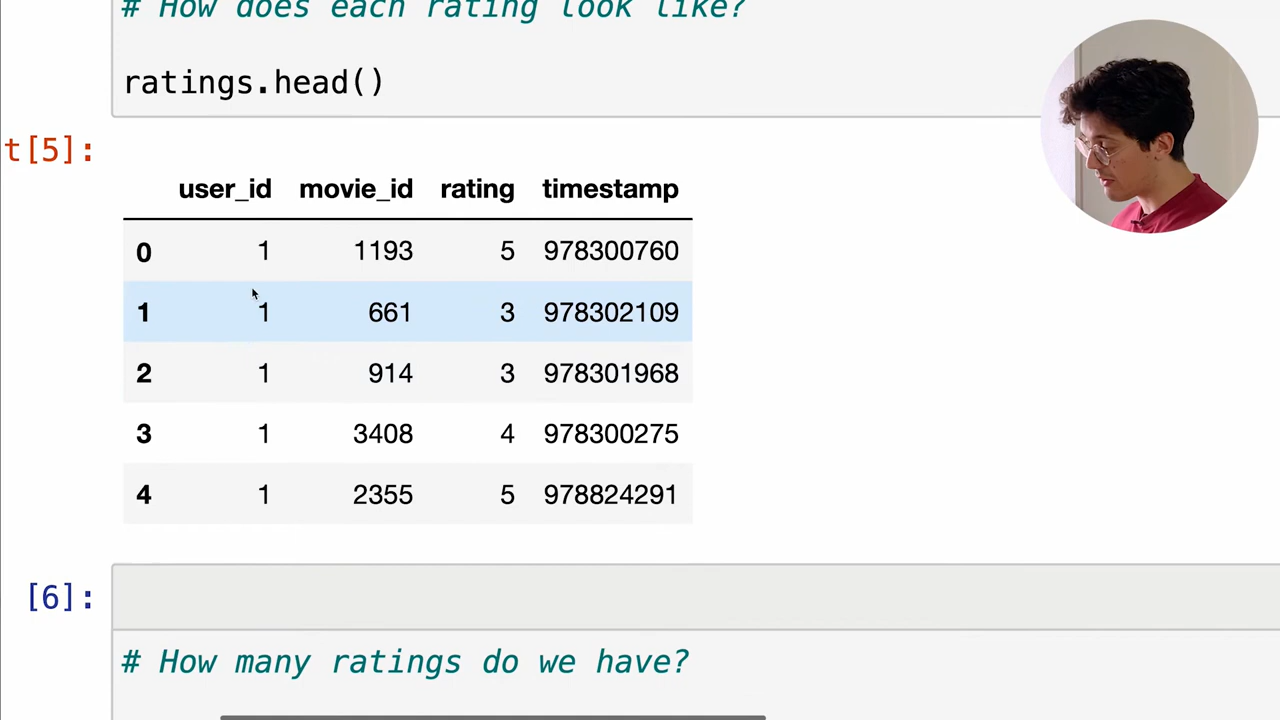 # How does each rating look like?
ratings.head()
t[5]:
user_id movie_id rating timestamp
0 1 1193 5 978300760
1 1 661 3 978302109
2 1 914 3 978301968
3 1 3408 4 978300275
4 1 2355 5 978824291
[6]:
# How many ratings do we have?